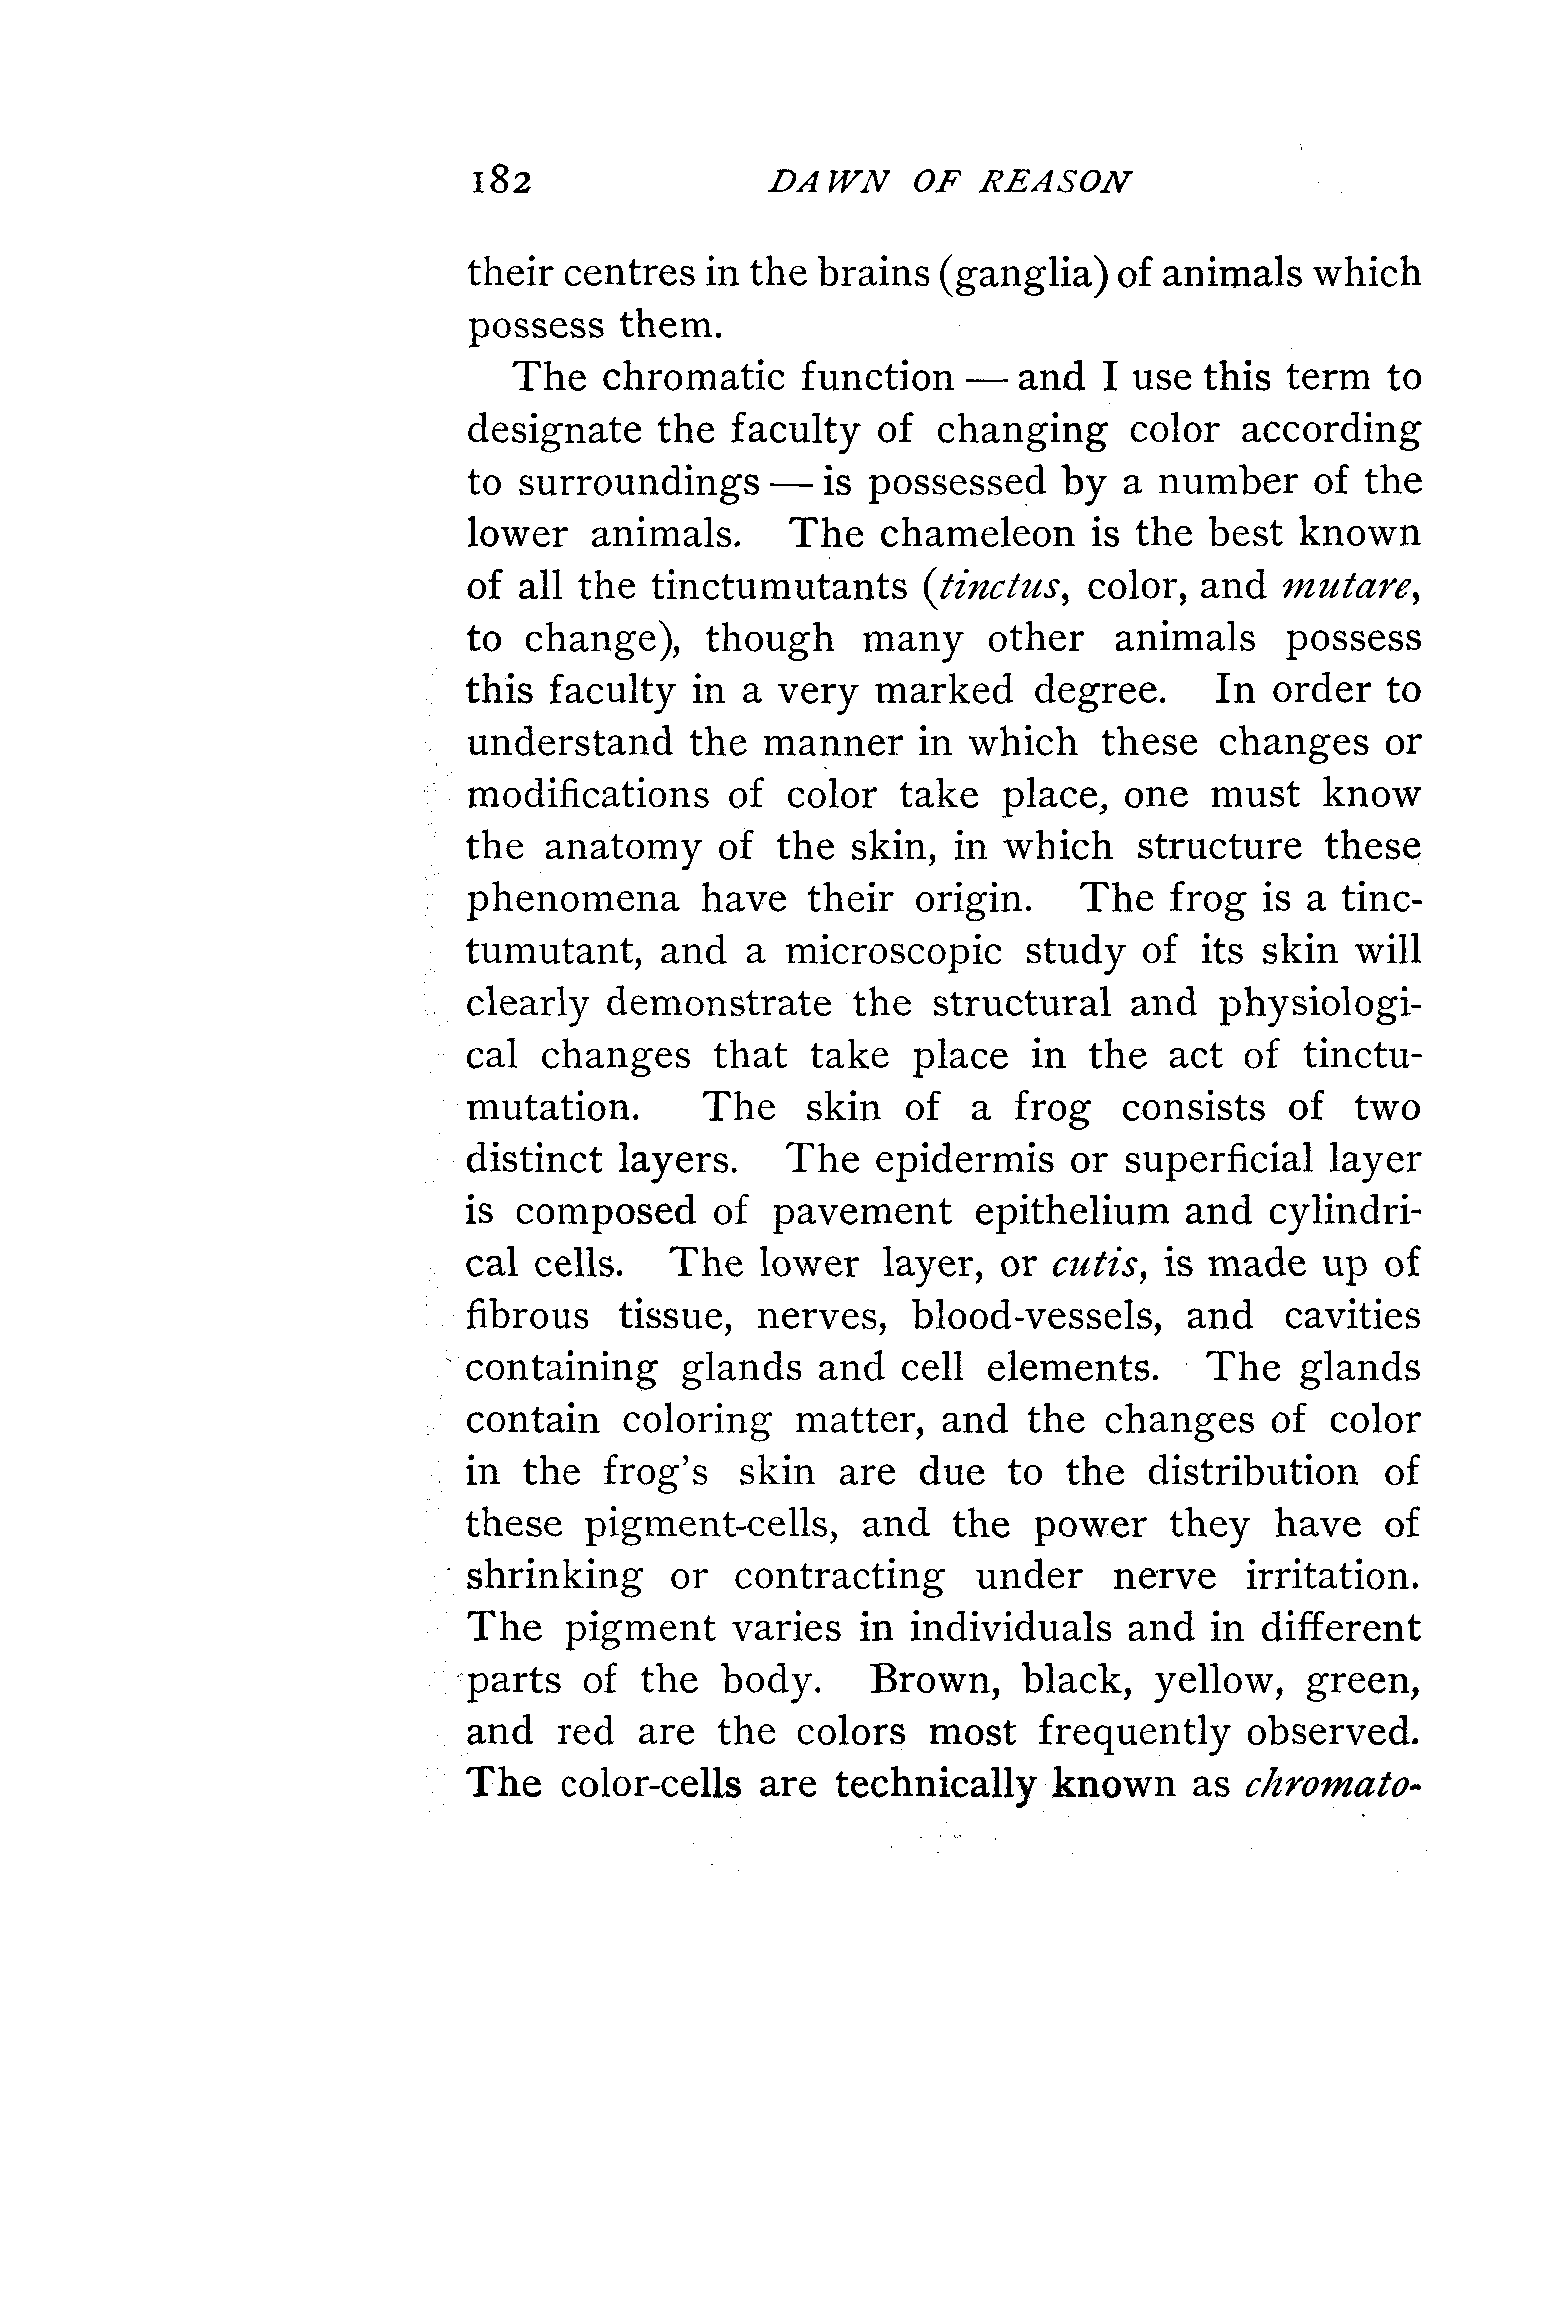 182 DAWN OF REASON
their centres in the brains (ganglia) of animals which
possess them.
The chromatic function — and I use this term to
designate the faculty of changing color according
to surroundings — is possessed by a number of the
lower animals. The chameleon is the best known
of all the tinctumutants (tinctus, color, and mutare,
to change), though many other animals possess
this faculty in a very marked degree. In order to
understand the manner in which these changes or
modifications of color take place, one must know
the anatomy of the skin, in which structure these
phenomena have their origin. The frog is a tinc-
tumutant, and a microscopic study of its skin will
clearly demonstrate the structural and physiologi-
cal changes that take place in the act of tinctu-
mutation. The skin of a frog consists of two
distinct layers. The epidermis or superficial layer
is composed of pavement epithelium and cylindri-
cal cells. The lower layer, or cutis, is made up of
fibrous tissue, nerves, blood-vessels, and cavities
containing glands and cell elements. The glands
contain coloring matter, and the changes of color
in the frog's skin are due to the distribution of
these pigment-cells, and the power they have of
shrinking or contracting under nerve irritation.
The pigment varies in individuals and in different
parts of the body. Brown, black, yellow, green,
and red are the colors most frequently observed.
The color-cells are technically known as chromato-